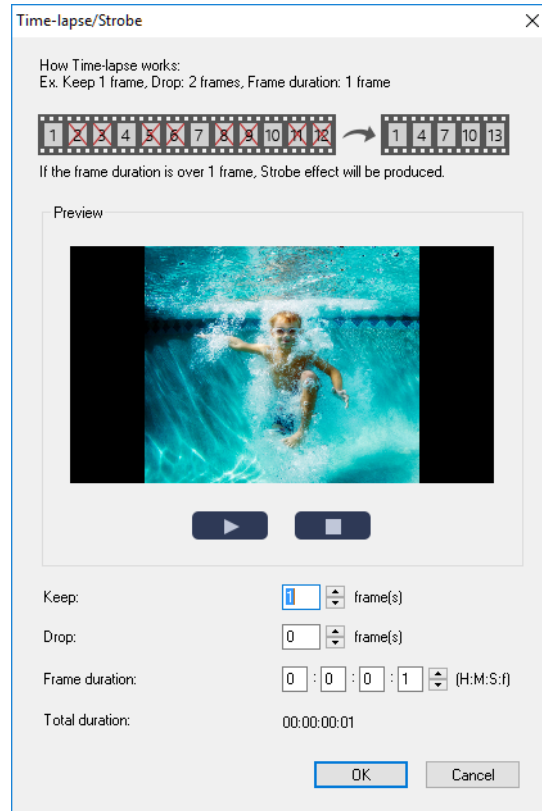 Time-lapse/Strobe
How Time-lapse works:
Ex. Keep 1 frame, Drop: 2 frames, Frame duration: 1 frame
1 2 3 4 5 6 7 8 9 10 11 12 1 4 7 10 13
If the frame duration is over 1 frame, Strobe effect will be produced.
Preview
Keep: 1 frame(s)
Drop: 0 frame(s)
Frame duration: 0 : 0 : 0 : 1 (H:M:S:f)
Total duration: 00:00:00:01
OK Cancel